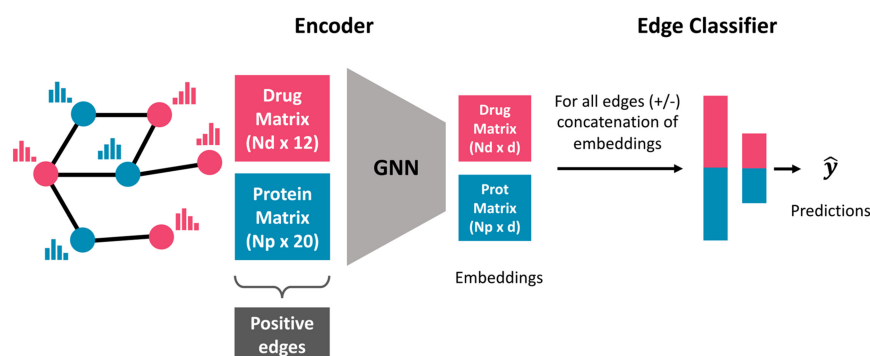 Encoder
Edge Classifier
Drug
Matrix
(Nd x 12)
Protein
Matrix
(Np x 20)
Positive
edges
GNN
Drug
Matrix
(Nd x d)
Prot
Matrix
(Np x d)
Embeddings
For all edges (+/-)
concatenation of
embeddings
ŷ
Predictions